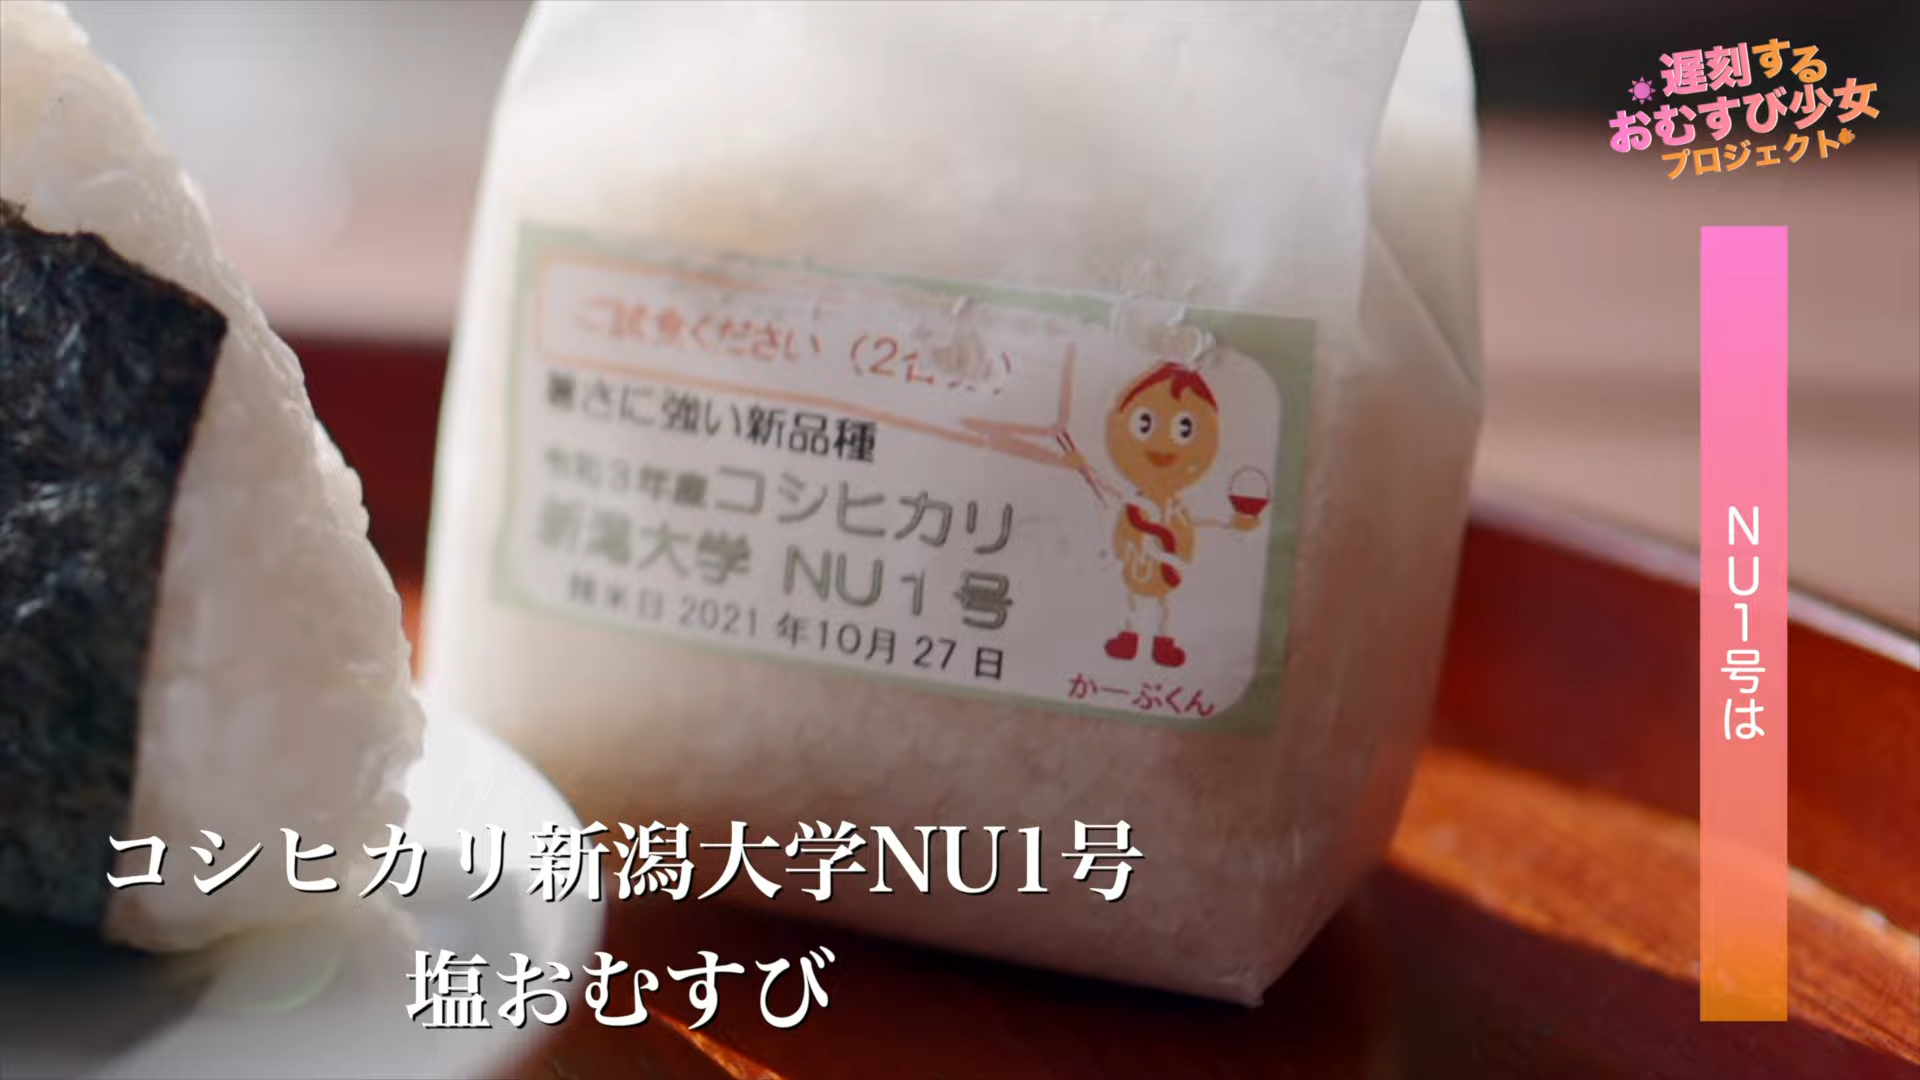 遅刻する
おむすび少女
プロジェクト
NU1号は
ご試食ください
暑さに強い新品種
令和3年産コシヒカリ
新潟大学 NU1号
精米日 2021年10月27日
K
NU
かーぷくん
コシヒカリ新潟大学NU1号
塩おむすび